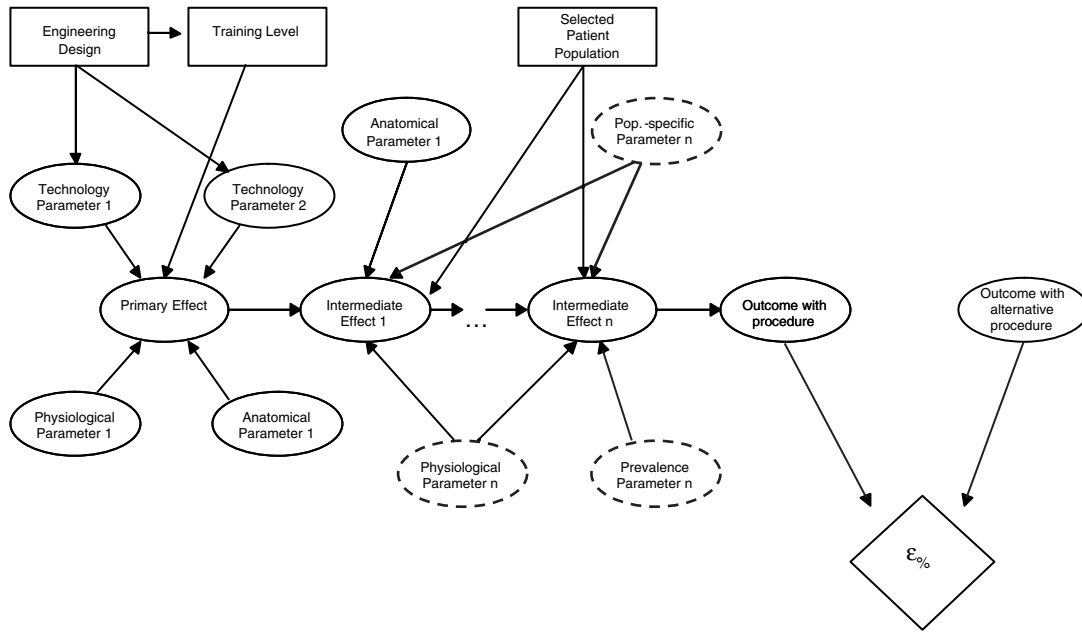 Engineering
Design
Training Level
Selected
Patient
Population
Anatomical
Parameter 1
Pop.-specific
Parameter n
Technology
Parameter 1
Technology
Parameter 2
Primary Effect
Intermediate
Effect 1
...
Intermediate
Effect n
Outcome with
procedure
Outcome with
alternative
procedure
Physiological
Parameter 1
Anatomical
Parameter 1
Physiological
Parameter n
Prevalence
Parameter n
ε%